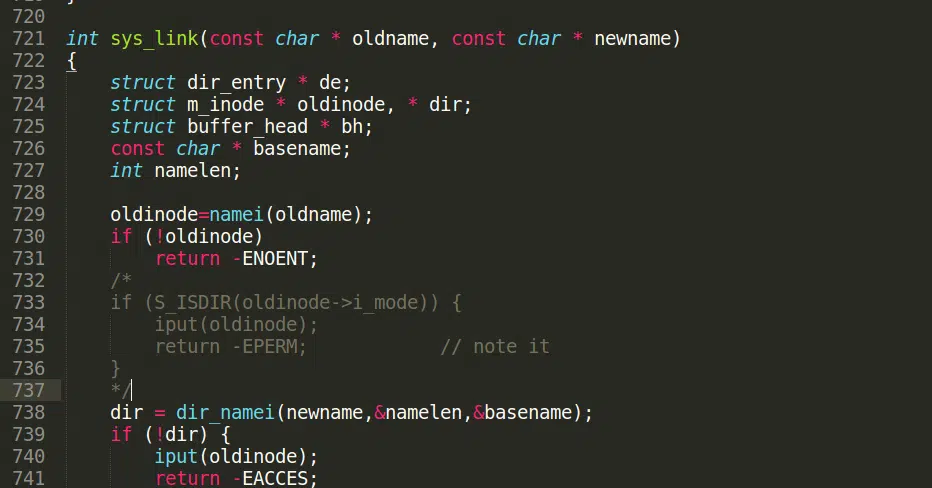 720
721 int sys_link(const char * oldname, const char * newname)
722 {
723     struct dir_entry * de;
724     struct m_inode * oldinode, * dir;
725     struct buffer_head * bh;
726     const char * basename;
727     int namelen;
728
729     oldinode=namei(oldname);
730     if (!oldinode)
731         return -ENOENT;
732     /*
733     if (S_ISDIR(oldinode->i_mode)) {
734         iput(oldinode);
735         return -EPERM;            // note it
736     }
737     */
738     dir = dir_namei(newname,&namelen,&basename);
739     if (!dir) {
740         iput(oldinode);
741         return -EACCES;